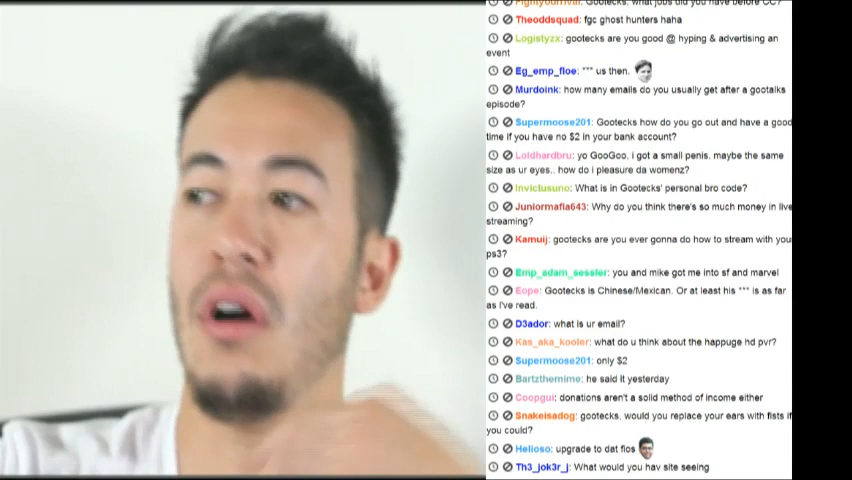 Fightyourrival: Gootecks, what jobs did you have before CC?
Theoddsquad: fgc ghost hunters haha
Logistyzx: gootecks are you good @ hyping & advertising an
event
Eg_emp_floe: *** us then.
Murdoink: how many emails do you usually get after a gootalks
episode?
Supermoose201: Gootecks how do you go out and have a good
time if you have no $2 in your bank account?
Loldhardbru: yo GooGoo, i got a small penis, maybe the same
size as ur eyes.. how do i pleasure da womenz?
Invictusuno: What is in Gootecks' personal bro code?
Juniormafia643: Why do you think there's so much money in live
streaming?
Kamuij: gootecks are you ever gonna do how to stream with you
ps3?
Emp_adam_sessler: you and mike got me into sf and marvel
Eope: Gootecks is Chinese/Mexican. Or at least his *** is as far
as I've read.
D3ador: what is ur email?
Kas_aka_kooler: what do u think about the happuge hd pvr?
Supermoose201: only $2
Bartzthemime: he said it yesterday
Coopgui: donations aren't a solid method of income either
Snakeisadog: gootecks, would you replace your ears with fists if
you could?
Helioso: upgrade to dat fios
Th3_jok3r_j: What would you hav site seeing